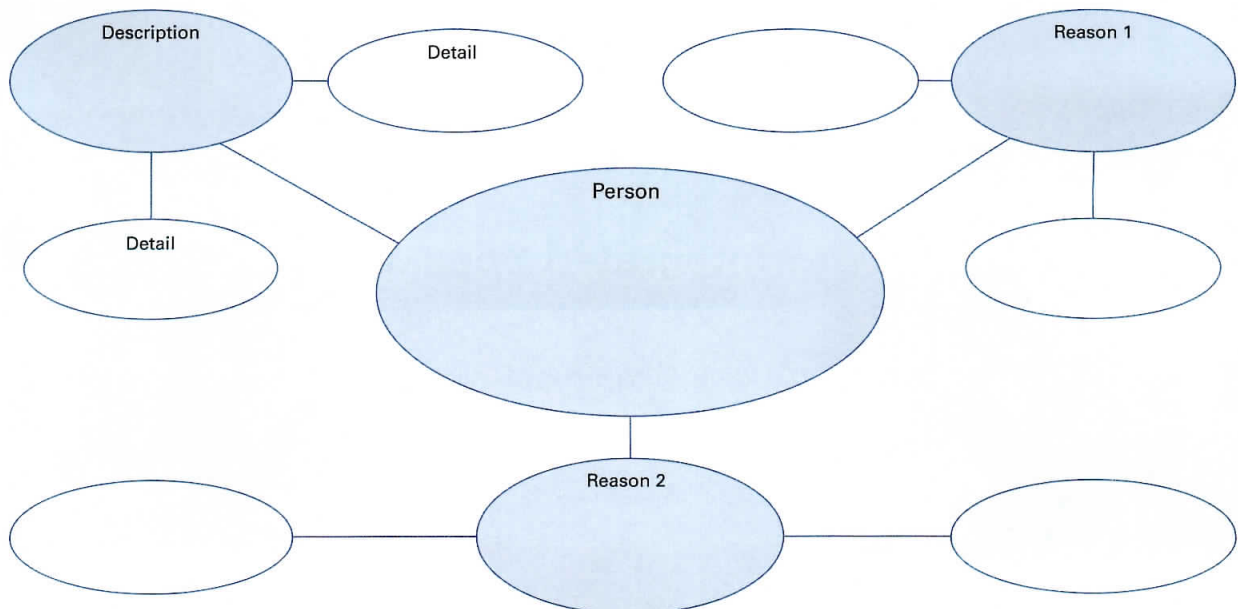 Description
Detail
Reason 1
Person
Detail
Reason 2